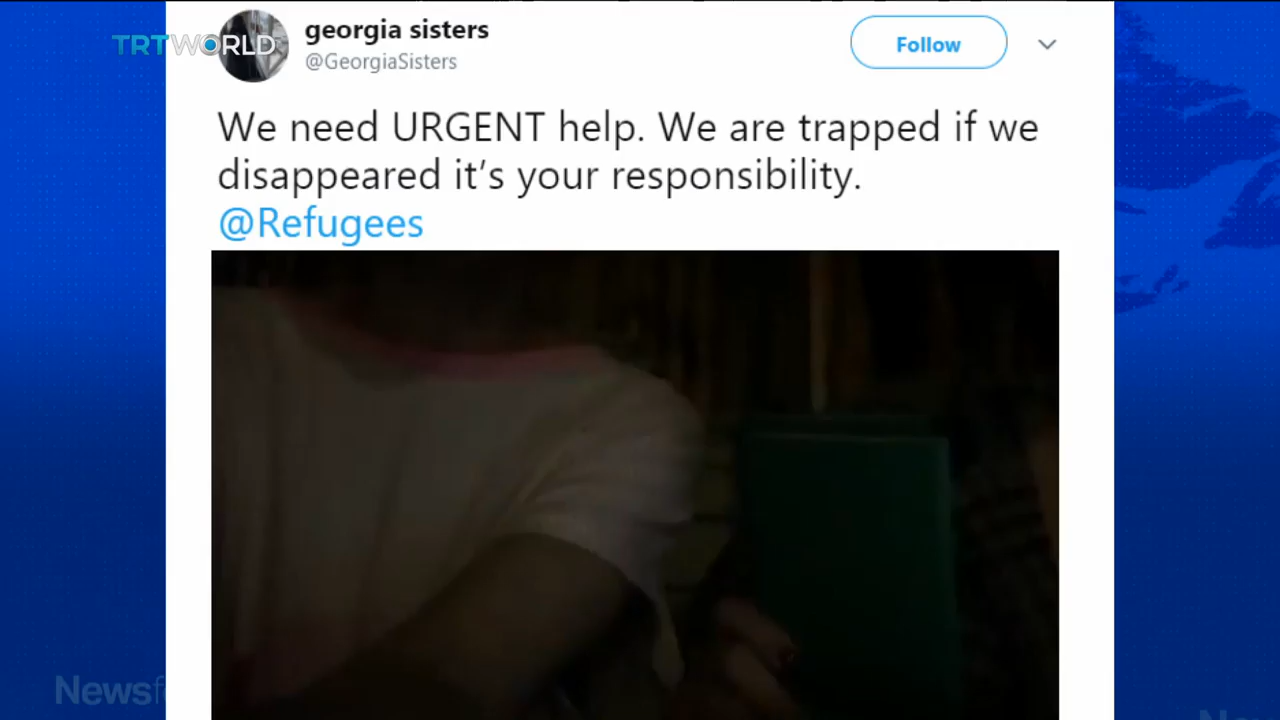 TRTWORLD
georgia sisters
@GeorgiaSisters
Follow
We need URGENT help. We are trapped if we
disappeared it's your responsibility.
@Refugees